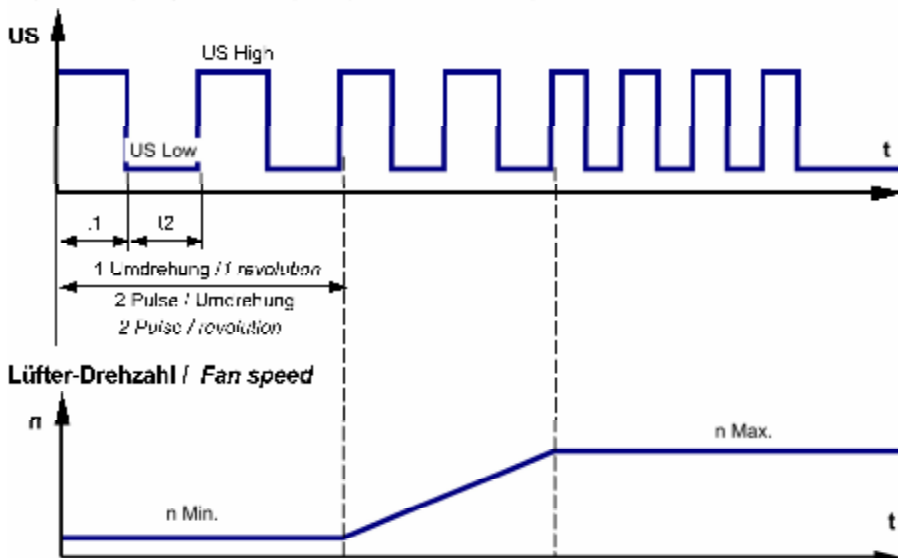 US
US High
US Low
t
t2
1 Umdrehung / 1 revolution
2 Pulse / Umdrehung
2 Pulse / revolution
Lüfter-Drehzahl / Fan speed
n
n Max.
n Min.
t